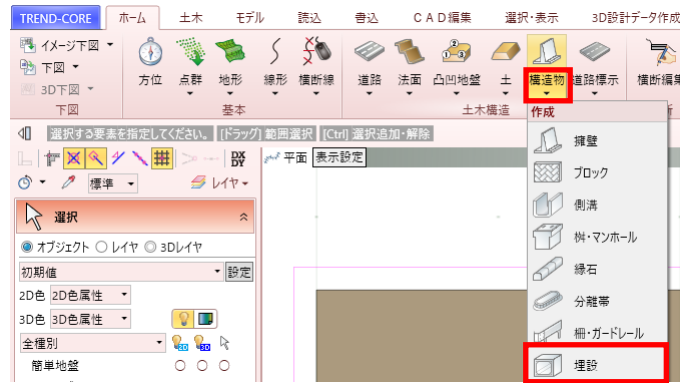 TREND-CORE ホーム 土木 モデル 読込 書込 CAD編集 選択・表示 3D設計データ作成
イメージ下図
下図
3D下図
方位 点群 地形 線形 横断線 道路 法面 凸凹地盤 土 構造物 道路標示 横断編集
下図 基本 土木構造
作成
選択する要素を指定してください。 [ドラッグ] 範囲選択 [Ctrl] 選択追加・解除
平面 表示設定
標準 レイヤ
選択
オブジェクト レイヤ 3Dレイヤ
初期値 設定
2D色 2D色属性
3D色 3D色属性
全種別
簡単地盤
擁壁
ブロック
側溝
桝・マンホール
縁石
分離帯
柵・ガードレール
埋設